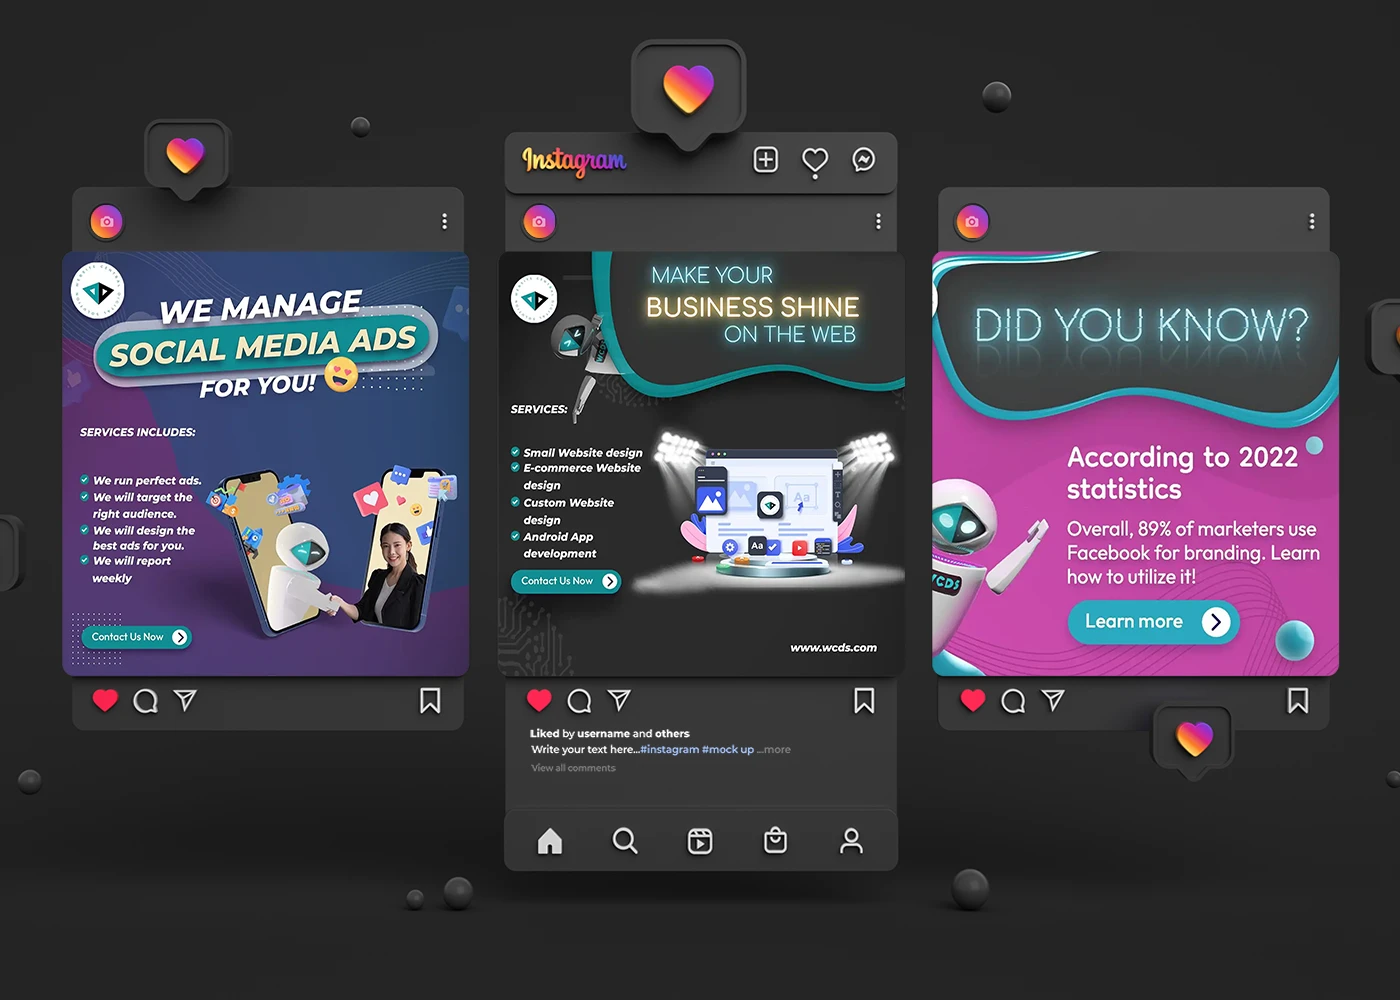 Instagram
WE MANAGE
SOCIAL MEDIA ADS
FOR YOU!
SERVICES INCLUDES:
We run perfect ads.
We will target the
right audience.
We will design the
best ads for you.
We will report
weekly
Contact Us Now
MAKE YOUR
BUSINESS SHINE
ON THE WEB
SERVICES:
Small Website design
E-commerce Website
design
Custom Website
design
Android App
development
Contact Us Now
Aa
Aa
www.wcds.com
Liked by username and others
Write your text here...#instagram #mock up ...more
View all comments
DID YOU KNOW?
According to 2022
statistics
Overall, 89% of marketers use
Facebook for branding. Learn
how to utilize it!
WCDS
Learn more